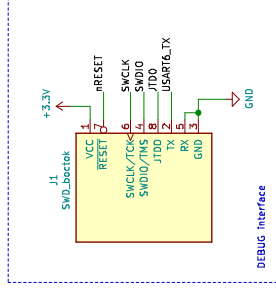 +3.3V
nRESET
SWCLK
SWDIO
JTDO
USART6_TX
GND
1
7
6
4
8
2
5
3
VCC
RESET
SWCLK/TCK
SWDIO/TMS
JTDO
TX
RX
GND
J1
SWD_boctok
DEBUG interface